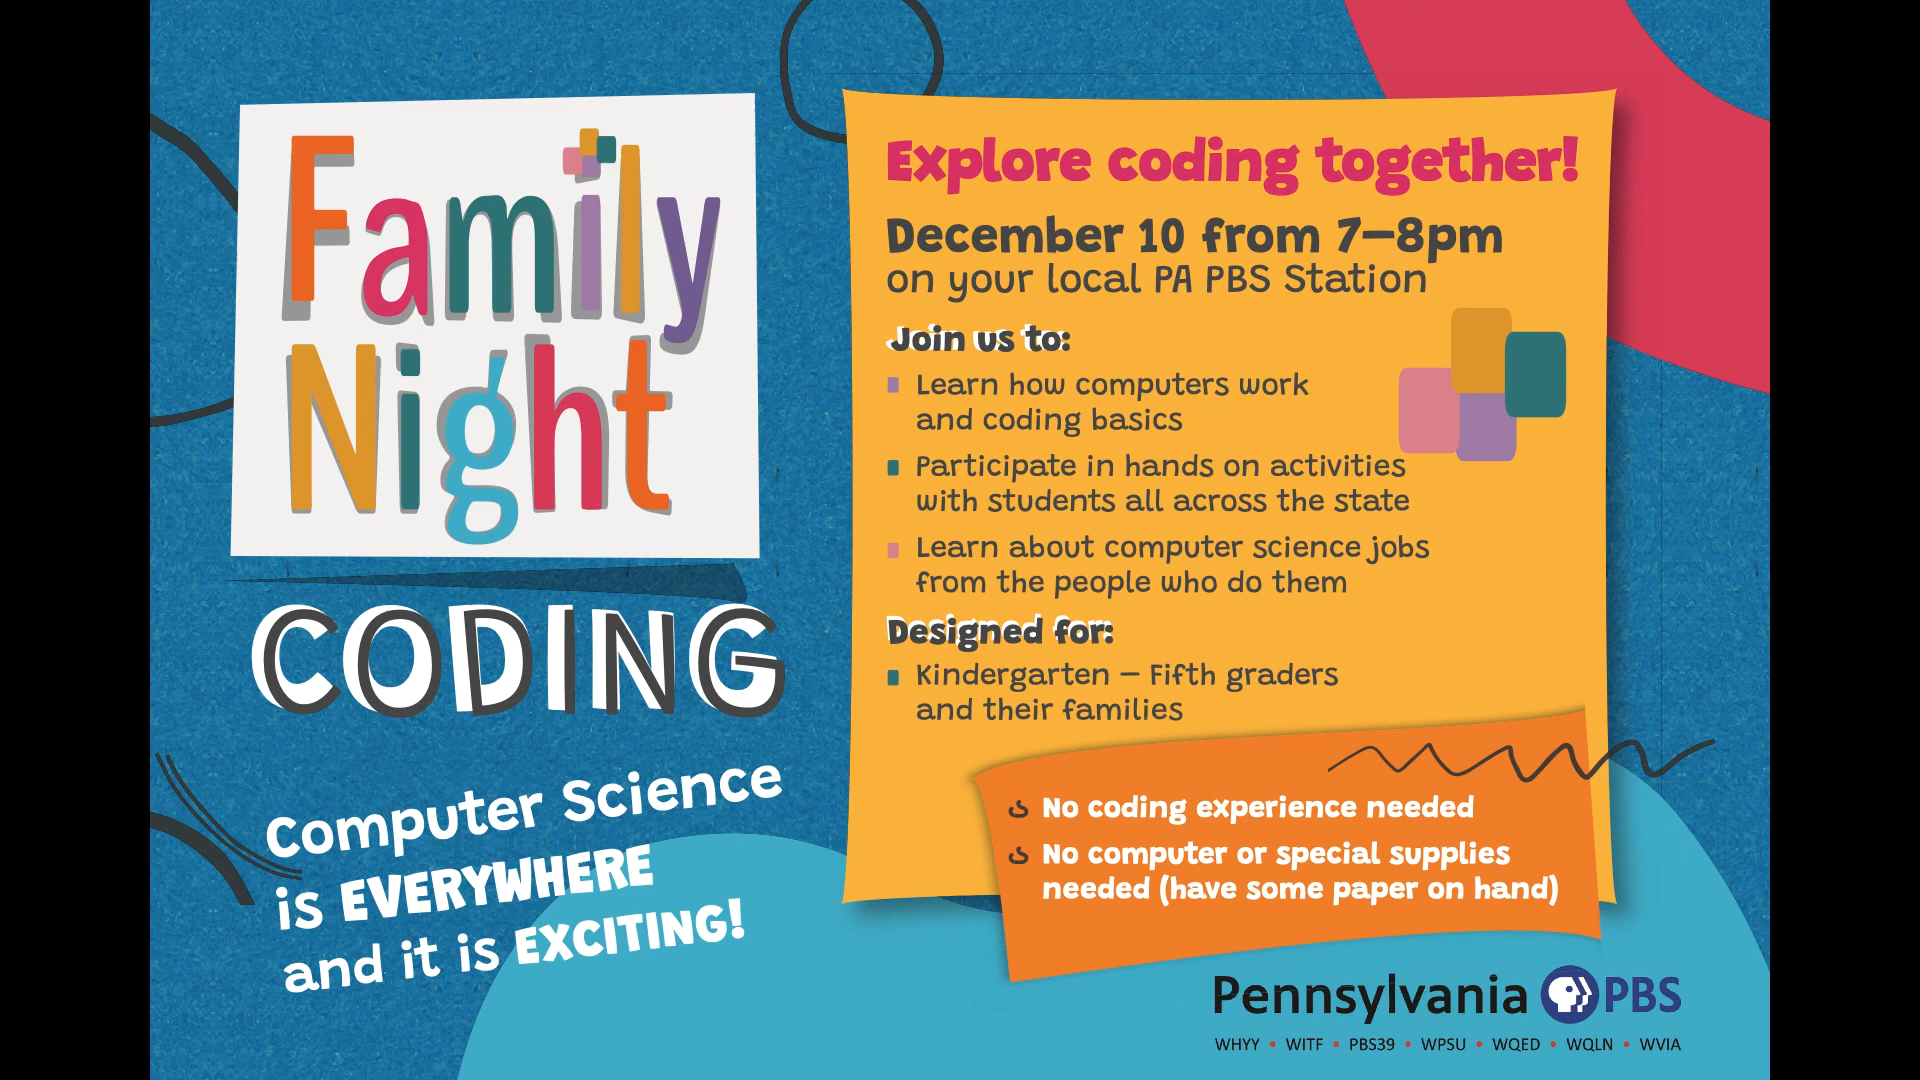 Family
Night
CODING
Computer Science
is EVERYWHERE
and it is EXCITING!
Explore coding together!
December 10 from 7–8pm
on your local PA PBS Station
Join us to:
Learn how computers work
and coding basics
Participate in hands on activities
with students all across the state
Learn about computer science jobs
from the people who do them
Designed for:
Kindergarten – Fifth graders
and their families
No coding experience needed
No computer or special supplies
needed (have some paper on hand)
Pennsylvania PBS
WHYY • WITF • PBS39 • WPSU • WQED • WQLN • WVIA